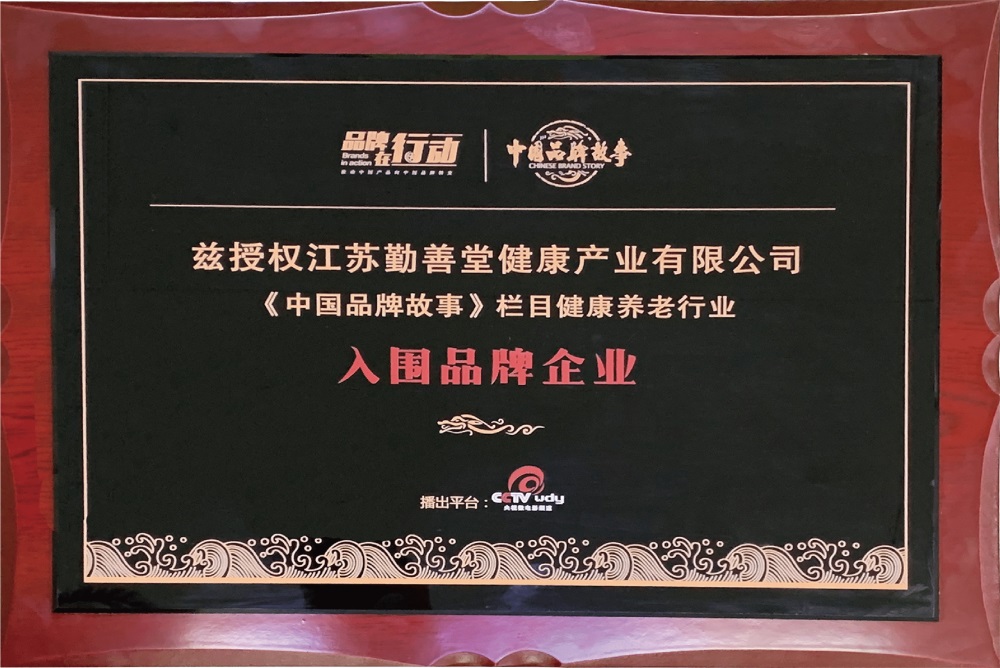 品牌在行动
Brands in action
中国品牌故事
CHINESE BRAND STORY
兹授权江苏勤善堂健康产业有限公司
《中国品牌故事》栏目健康养老行业
入围品牌企业
播出平台：CCTV udy